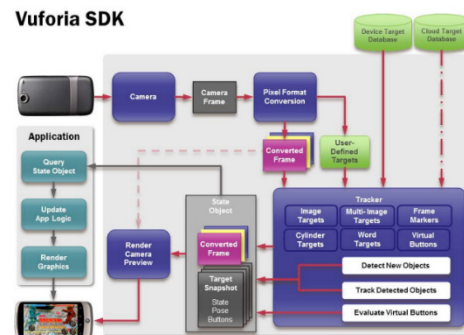 Vuforia SDK
Device Target
Database
Cloud Target
Database
Camera
Camera
Frame
Pixel Format
Conversion
Application
Query
State Object
Update
App Logic
Render
Graphics
Converted
Frame
User-
Defined
Targets
State
Object
Converted
Frame
Render
Camera
Preview
Target
Snapshot
State
Pose
Buttons
Tracker
Image
Targets
Multi-Image
Targets
Frame
Markers
Cylinder
Targets
Word
Targets
Virtual
Buttons
Detect New Objects
Track Detected Objects
Evaluate Virtual Buttons